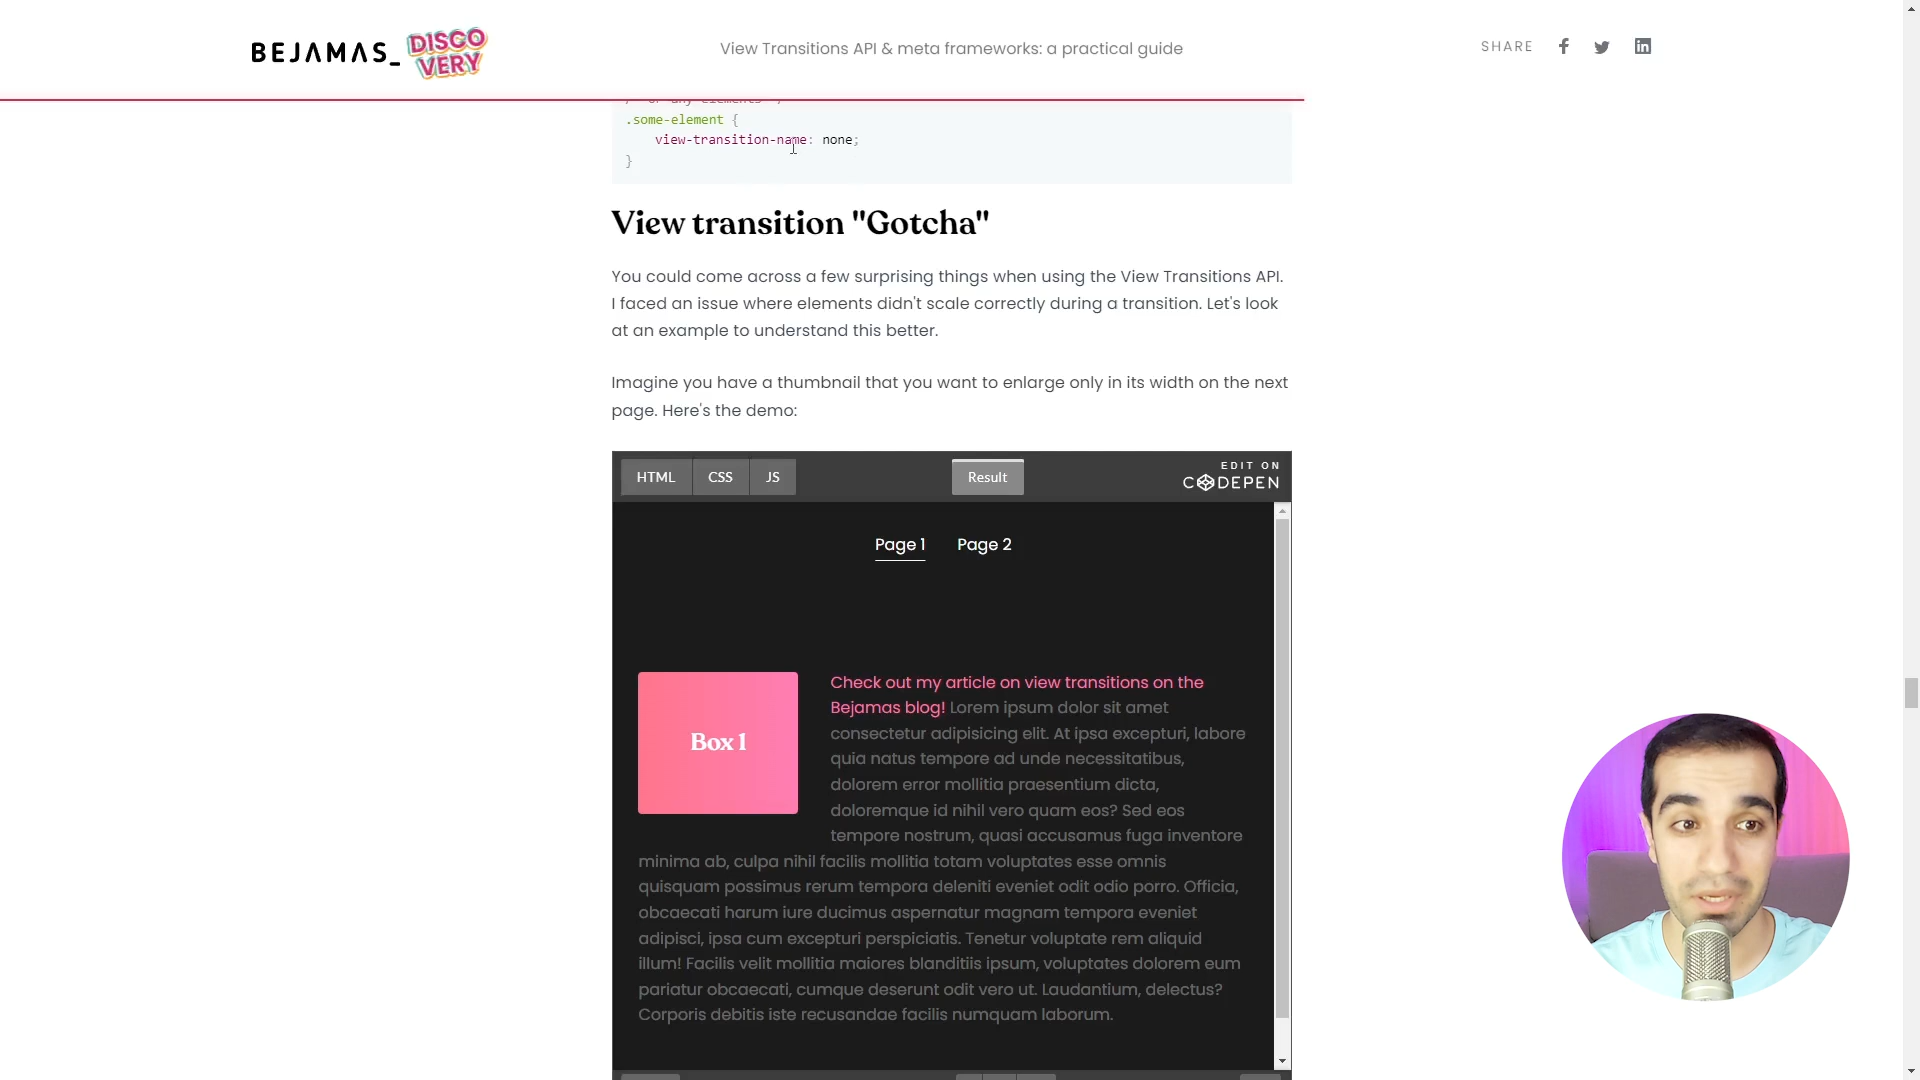 BEJAMAS_ DISCO
VERY
View Transitions API & meta frameworks: a practical guide
SHARE
/* or any elements */
.some-element {
view-transition-name: none;
}
View transition "Gotcha"
You could come across a few surprising things when using the View Transitions API.
I faced an issue where elements didn't scale correctly during a transition. Let's look
at an example to understand this better.
Imagine you have a thumbnail that you want to enlarge only in its width on the next
page. Here's the demo:
HTML CSS JS Result EDIT ON
CODEPEN
Page 1 Page 2
Box 1
Check out my article on view transitions on the
Bejamas blog! Lorem ipsum dolor sit amet
consectetur adipisicing elit. At ipsa excepturi, labore
quia natus tempore ad unde necessitatibus,
dolorem error mollitia praesentium dicta,
doloremque id nihil vero quam eos? Sed eos
tempore nostrum, quasi accusamus fuga inventore
minima ab, culpa nihil facilis mollitia totam voluptates esse omnis
quisquam possimus rerum tempora deleniti eveniet odit odio porro. Officia,
obcaecati harum iure ducimus aspernatur magnam tempora eveniet
adipisci, ipsa cum excepturi perspiciatis. Tenetur voluptate rem aliquid
illum! Facilis velit mollitia maiores blanditiis ipsum, voluptates dolorem eum
pariatur obcaecati, cumque deserunt odit vero ut. Laudantium, delectus?
Corporis debitis iste recusandae facilis numquam laborum.